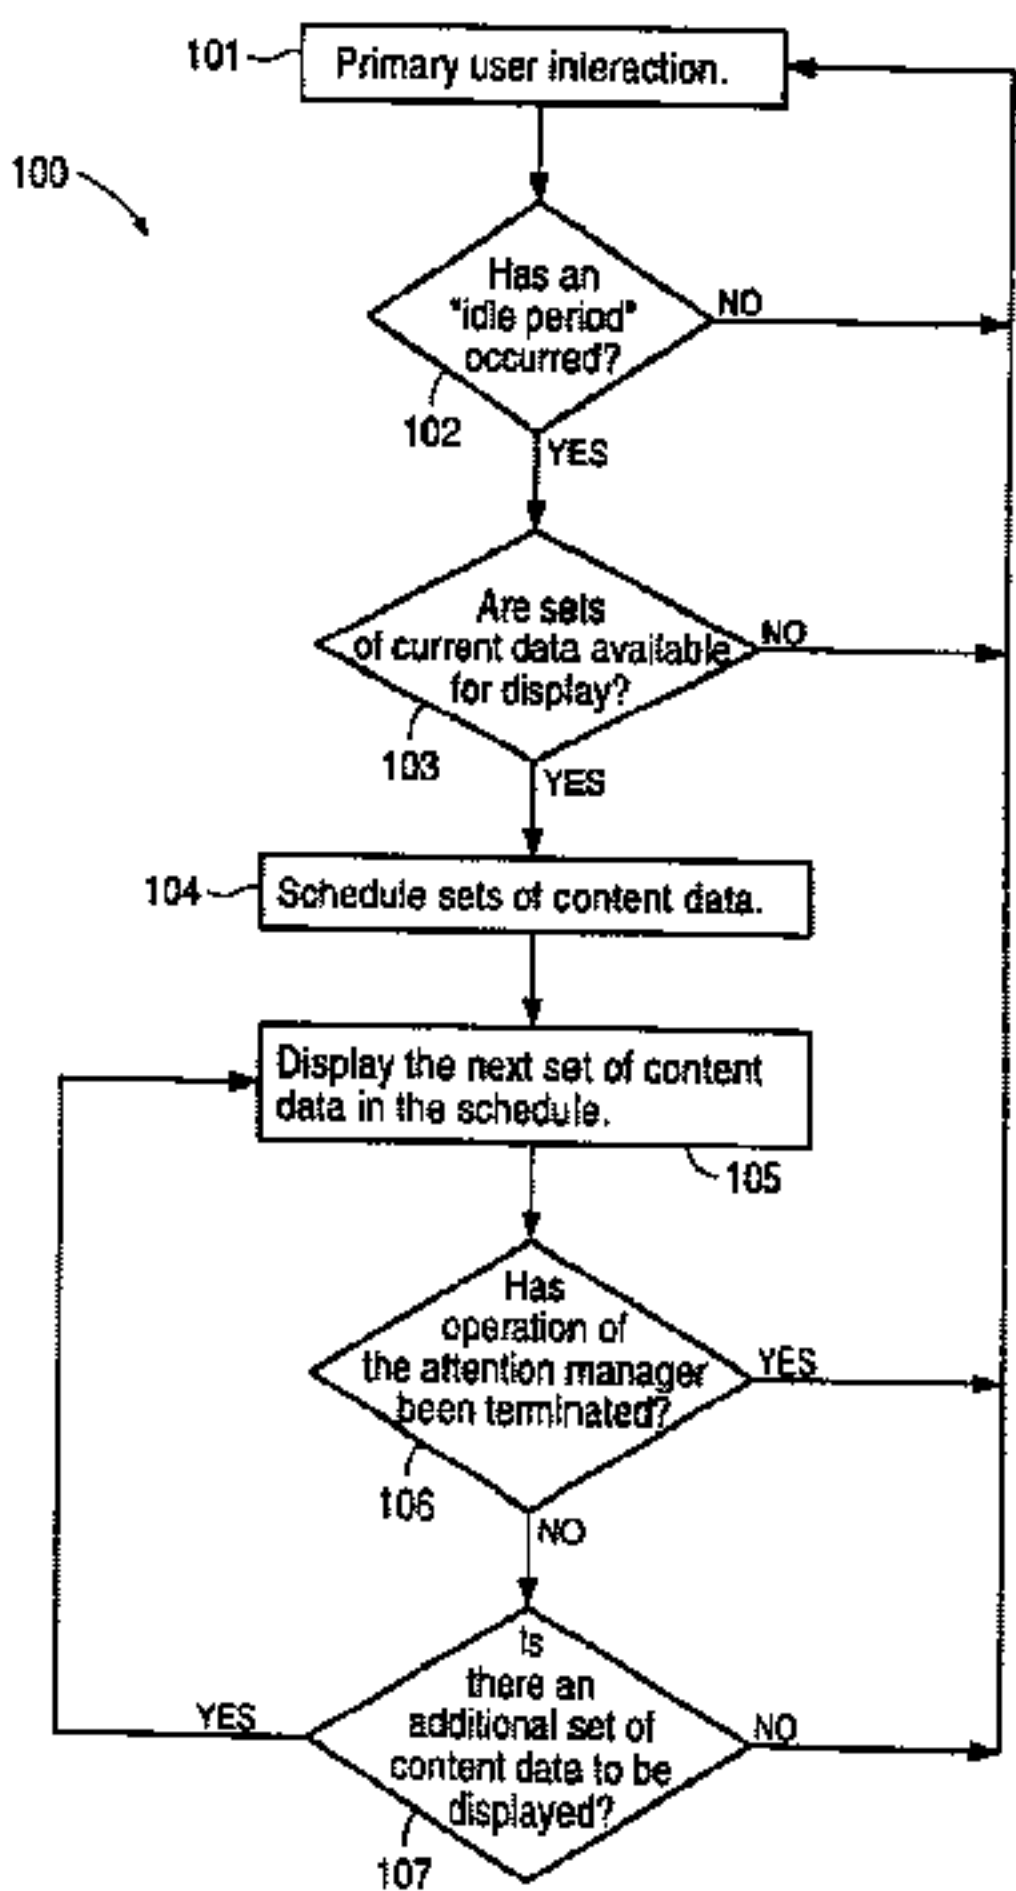 101
Primary user interaction.
100
Has an
"idle period"
occurred?
NO
102
YES
Are sets
of current data available
for display?
NO
103
YES
104
Schedule sets of content data.
Display the next set of content
data in the schedule.
105
Has
operation of
the attention manager
been terminated?
YES
106
NO
Is
there an
additional set of
content data to be
displayed?
YES
NO
107